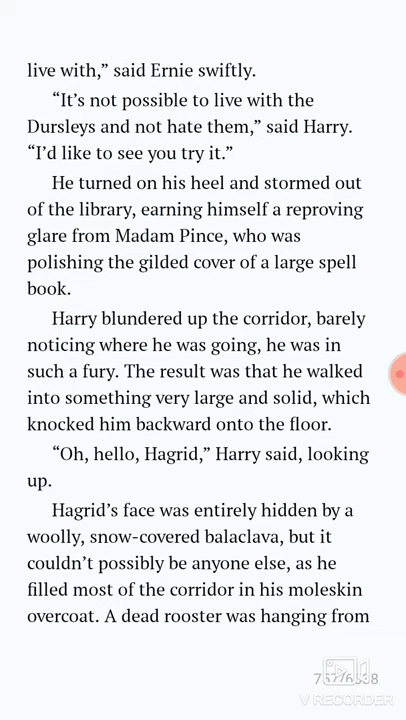 live with,” said Ernie swiftly.
“It’s not possible to live with the
Dursleys and not hate them,” said Harry.
“I’d like to see you try it.”
He turned on his heel and stormed out
of the library, earning himself a reproving
glare from Madam Pince, who was
polishing the gilded cover of a large spell
book.
Harry blundered up the corridor, barely
noticing where he was going, he was in
such a fury. The result was that he walked
into something very large and solid, which
knocked him backward onto the floor.
“Oh, hello, Hagrid,” Harry said, looking
up.
Hagrid’s face was entirely hidden by a
woolly, snow-covered balaclava, but it
couldn’t possibly be anyone else, as he
filled most of the corridor in his moleskin
overcoat. A dead rooster was hanging from
V RECORDER